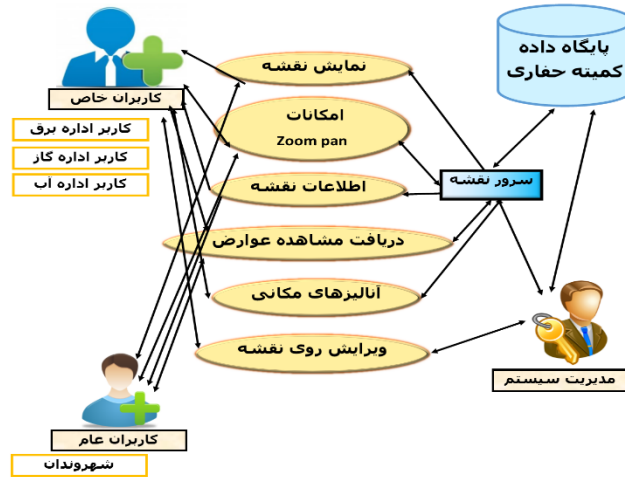 پایگاه داده
کمیته حفاری
نمایش نقشه
کاربران خاص
امکانات
Zoom pan
کاربر اداره برق
کاربر اداره گاز
کاربر اداره آب
اطلاعات نقشه
سرور نقشه
دریافت مشاهده عوارض
آنالیزهای مکانی
ویرایش روی نقشه
مدیریت سیستم
کاربران عام
شهروندان